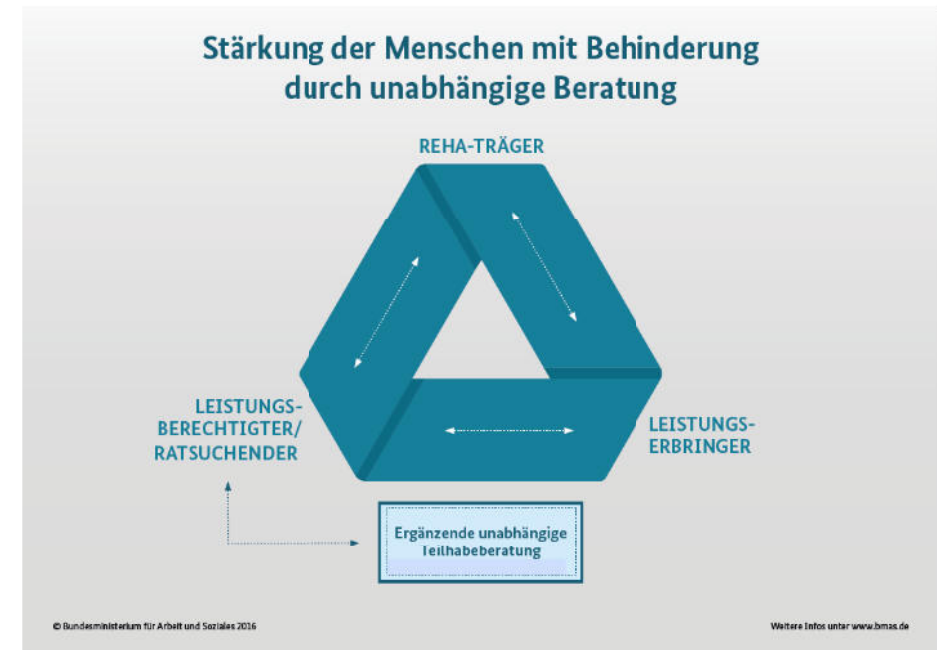 Stärkung der Menschen mit Behinderung
durch unabhängige Beratung
REHA-TRÄGER
LEISTUNGS-
BERECHTIGTER/
RATSUCHENDER
LEISTUNGS-
ERBRINGER
Ergänzende unabhängige
Teilhabeberatung
© Bundesministerium für Arbeit und Soziales 2016
Weitere Infos unter www.bmas.de